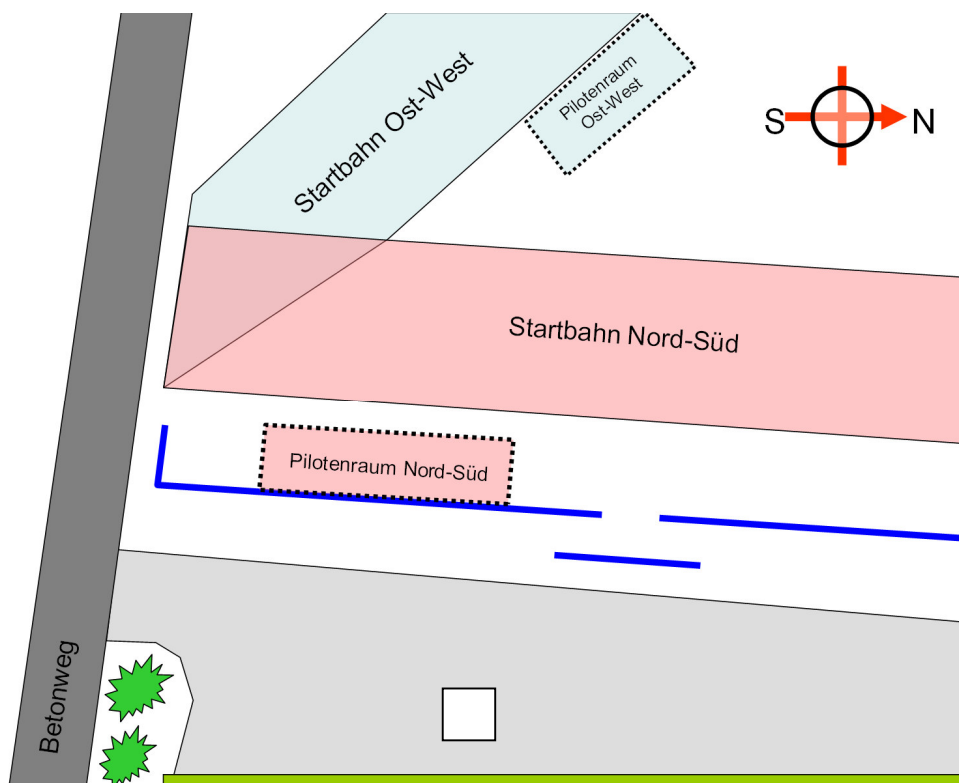 Startbahn Ost-West
Pilotenraum
Ost-West
S
N
Startbahn Nord-Süd
Pilotenraum Nord-Süd
Betonweg